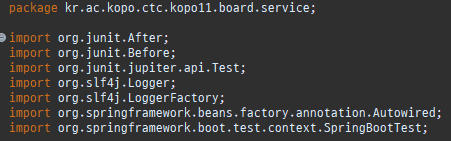 package kr.ac.kopo.ctc.kopo11.board.service;
import org.junit.After;
import org.junit.Before;
import org.junit.jupiter.api.Test;
import org.slf4j.Logger;
import org.slf4j.LoggerFactory;
import org.springframework.beans.factory.annotation.Autowired;
import org.springframework.boot.test.context.SpringBootTest;